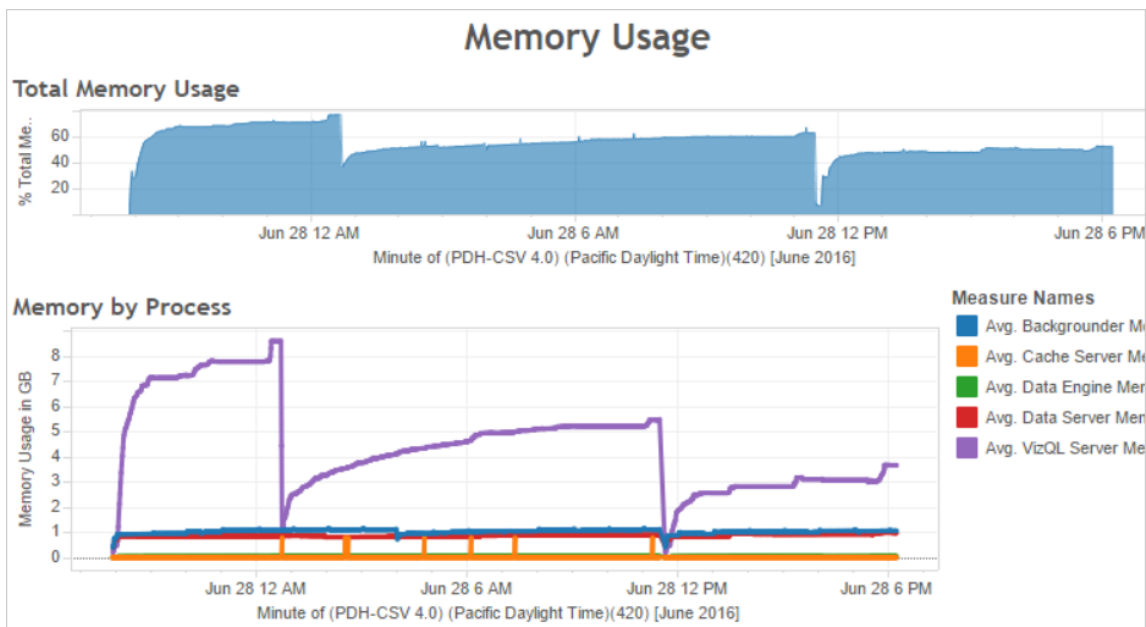 Memory Usage
Total Memory Usage
% Total Me..
60
40
20
Jun 28 12 AM
Jun 28 6 AM
Jun 28 12 PM
Jun 28 6 PM
Minute of (PDH-CSV 4.0) (Pacific Daylight Time)(420) [June 2016]
Memory by Process
Memory Usage in GB
8
7
6
5
4
3
2
1
0
Jun 28 12 AM
Jun 28 6 AM
Jun 28 12 PM
Jun 28 6 PM
Minute of (PDH-CSV 4.0) (Pacific Daylight Time)(420) [June 2016]
Measure Names
Avg. Backgrounder M
Avg. Cache Server Me
Avg. Data Engine Mer
Avg. Data Server Men
Avg. VizQL Server Me